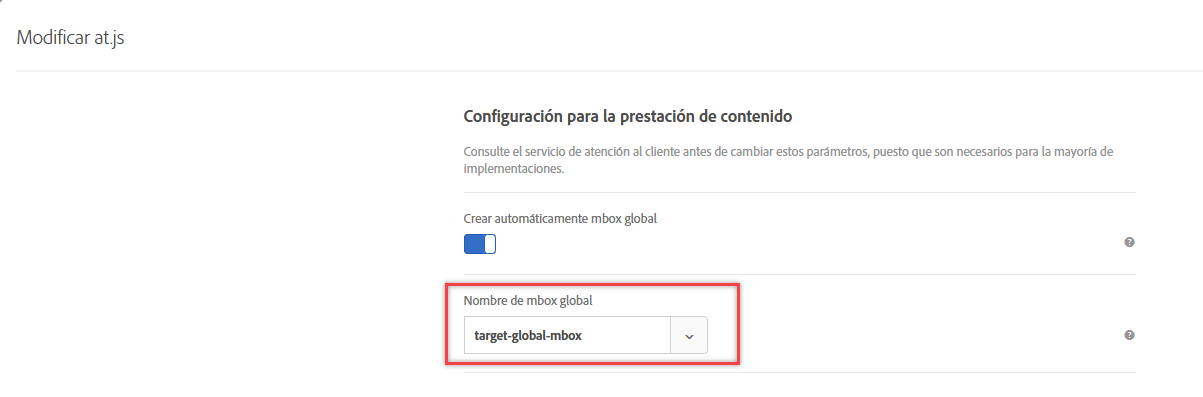 Modificar at.js
Configuración para la prestación de contenido
Consulte el servicio de atención al cliente antes de cambiar estos parámetros, puesto que son necesarios para la mayoría de
implementaciones.
Crear automáticamente mbox global
?
Nombre de mbox global
target-global-mbox
?